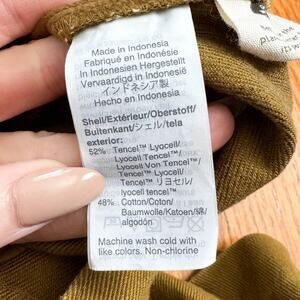 Made in Indonesia
Fabriqué en Indonésie
In Indonesien Hergestellt
Vervaardigd in Indonesië
インドネシア製
Hecho en Indonesia
Shell/Extérieur/Oberstoff/
Buitenkant/シェル/tela
exterior:
52% Tencel™ Lyocell/
Lyocell Tencel™/
Lyocell Von Tencel™/
Tencel™ Lyocell/
Tencel™ リヨセル/
lyocell tencel™
48% Cotton/Coton/
Baumwolle/Katoen/綿/
algodón
Machine wash cold with
like colors. Non-chlorine